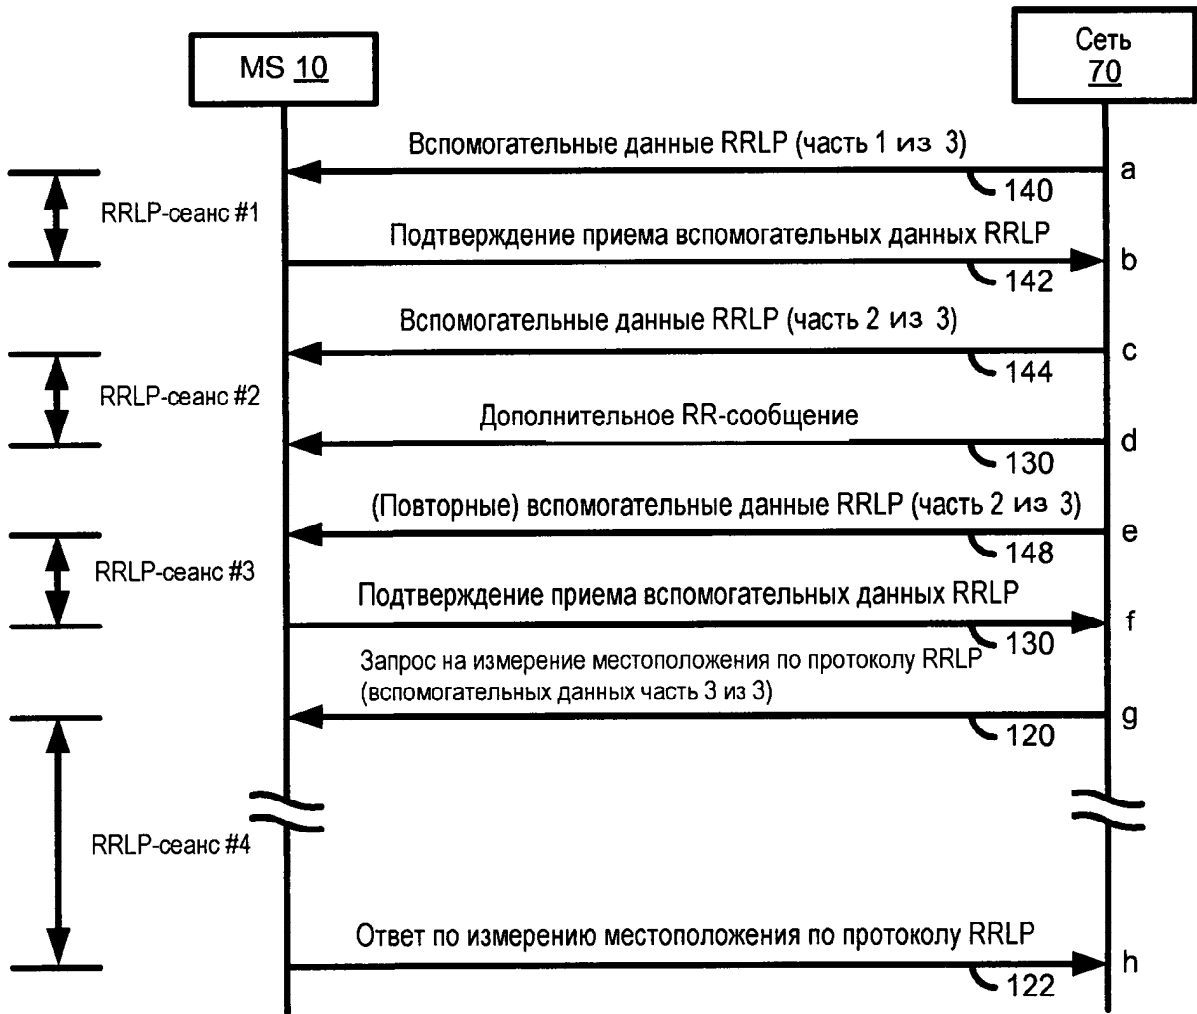 MS 10
Сеть
70
Вспомогательные данные RRLP (часть 1 из 3)
a
140
RRLP-сеанс #1
Подтверждение приема вспомогательных данных RRLP
b
142
Вспомогательные данные RRLP (часть 2 из 3)
c
144
RRLP-сеанс #2
Дополнительное RR-сообщение
d
130
(Повторные) вспомогательные данные RRLP (часть 2 из 3)
e
148
RRLP-сеанс #3
Подтверждение приема вспомогательных данных RRLP
f
130
Запрос на измерение местоположения по протоколу RRLP
(вспомогательных данных часть 3 из 3)
g
120
RRLP-сеанс #4
Ответ по измерению местоположения по протоколу RRLP
h
122